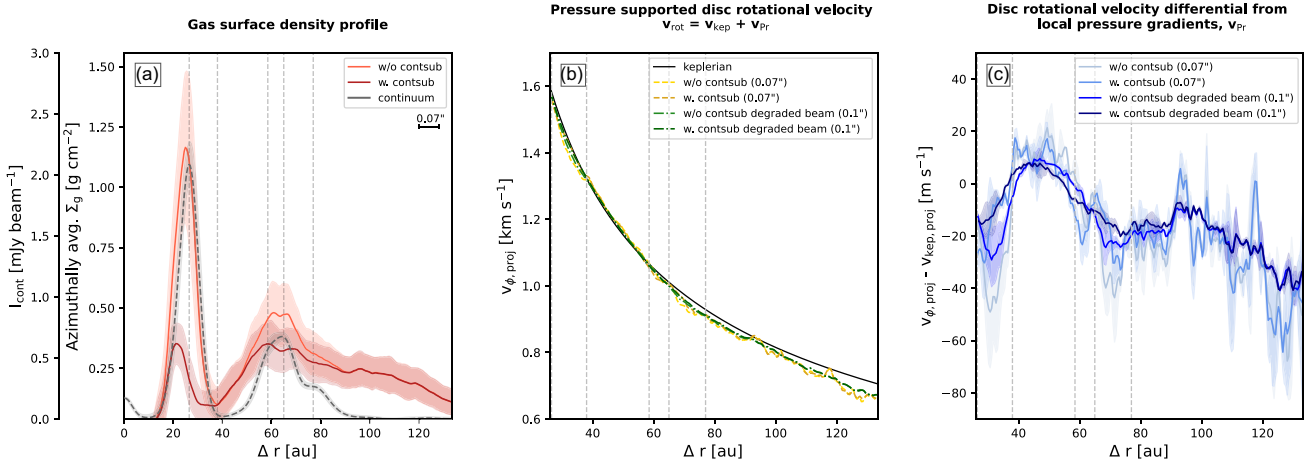 Gas surface density profile
(a)
w/o contsub
w. contsub
continuum
0.07"
I_cont [mJy beam⁻¹]
3.0
2.5
2.0
1.5
1.0
0.5
0.0
Azimuthally avg. Σ_g [g cm⁻²]
1.50
1.25
1.00
0.75
0.50
0.25
0 20 40 60 80 100 120
Δ r [au]
Pressure supported disc rotational velocity
v_rot = v_kep + v_Pr
(b)
keplerian
w/o contsub (0.07")
w. contsub (0.07")
w/o contsub degraded beam (0.1")
w. contsub degraded beam (0.1")
v_ϕ,proj [km s⁻¹]
1.6
1.4
1.2
1.0
0.8
0.6
40 60 80 100 120
Δ r [au]
Disc rotational velocity differential from
local pressure gradients, v_Pr
(c)
w/o contsub (0.07")
w. contsub (0.07")
w/o contsub degraded beam (0.1")
w. contsub degraded beam (0.1")
v_ϕ,proj - v_kep,proj [m s⁻¹]
40
20
0
−20
−40
−60
−80
40 60 80 100 120
Δ r [au]